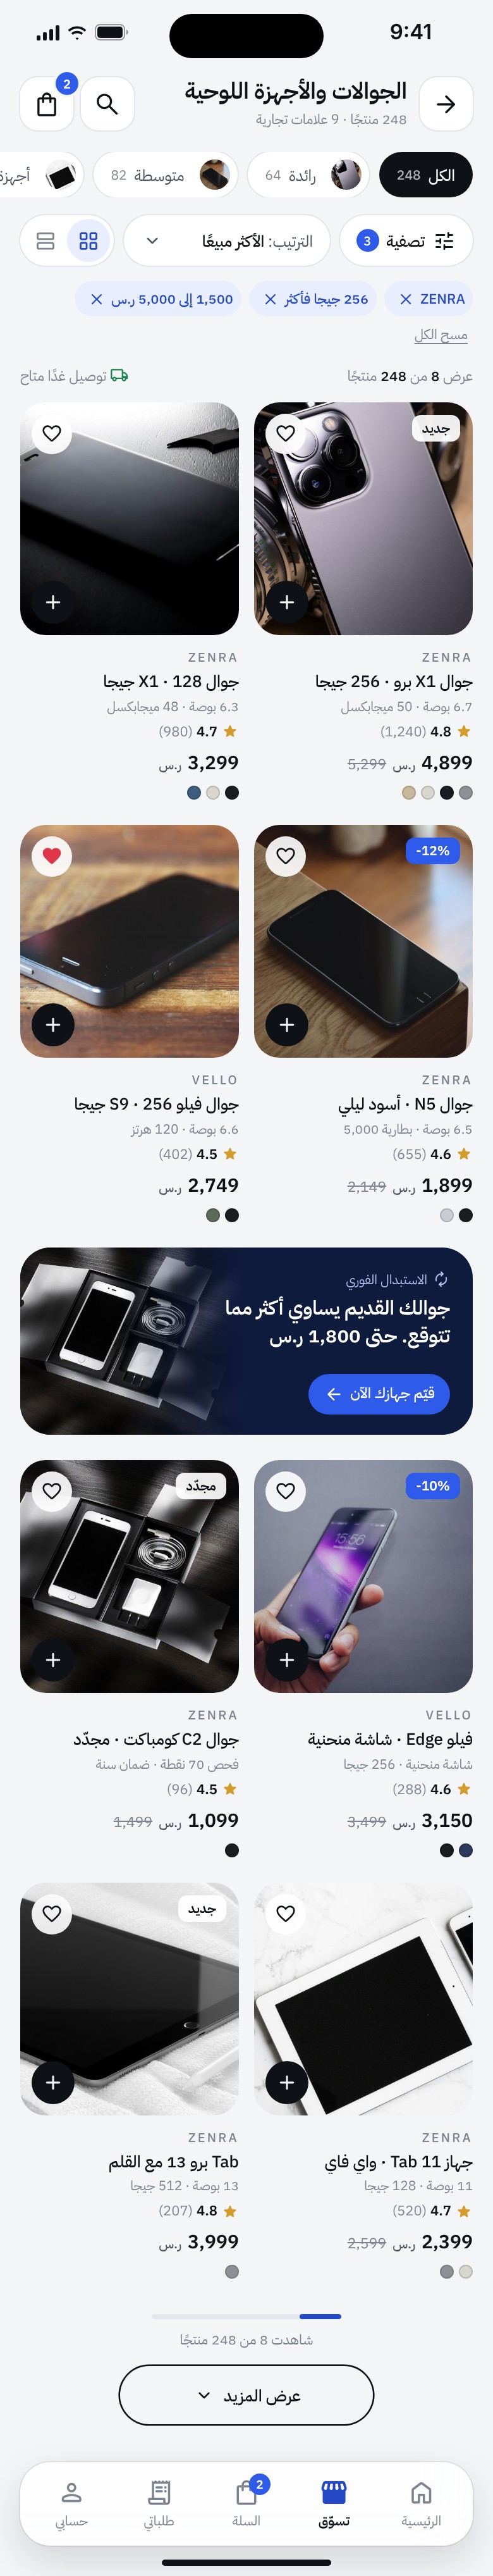 9:41
الجوالات والأجهزة اللوحية
248 منتجًا · 9 علامات تجارية
2
الكل 248
رائدة 64
متوسطة 82
أجهزة
تصفية 3
الترتيب: الأكثر مبيعًا
ZENRA
256 جيجا فأكثر
1,500 إلى 5,000 ر.س
مسح الكل
عرض 8 من 248 منتجًا
توصيل غدًا متاح
جديد
ZENRA
جوال X1 برو · 256 جيجا
6.7 بوصة · 50 ميجابكسل
4.8 (1,240)
4,899 ر.س 5,299
ZENRA
جوال X1 · 128 جيجا
6.3 بوصة · 48 ميجابكسل
4.7 (980)
3,299 ر.س
-12%
ZENRA
جوال N5 · أسود ليلي
6.5 بوصة · بطارية 5,000
4.6 (655)
1,899 ر.س 2,149
VELLO
جوال فيلو S9 · 256 جيجا
6.6 بوصة · 120 هرتز
4.5 (402)
2,749 ر.س
الاستبدال الفوري
جوالك القديم يساوي أكثر مما
تتوقع. حتى 1,800 ر.س
قيّم جهازك الآن
-10%
15:56
VELLO
فيلو Edge · شاشة منحنية
شاشة منحنية · 256 جيجا
4.6 (288)
3,150 ر.س 3,499
مجدّد
ZENRA
جوال C2 كومباكت · مجدّد
فحص 70 نقطة · ضمان سنة
4.5 (96)
1,099 ر.س 1,499
ZENRA
جهاز Tab 11 · واي فاي
11 بوصة · 128 جيجا
4.7 (520)
2,399 ر.س 2,599
جديد
ZENRA
Tab برو 13 مع القلم
13 بوصة · 512 جيجا
4.8 (207)
3,999 ر.س
شاهدت 8 من 248 منتجًا
عرض المزيد
الرئيسية
تسوّق
2
السلة
طلباتي
حسابي